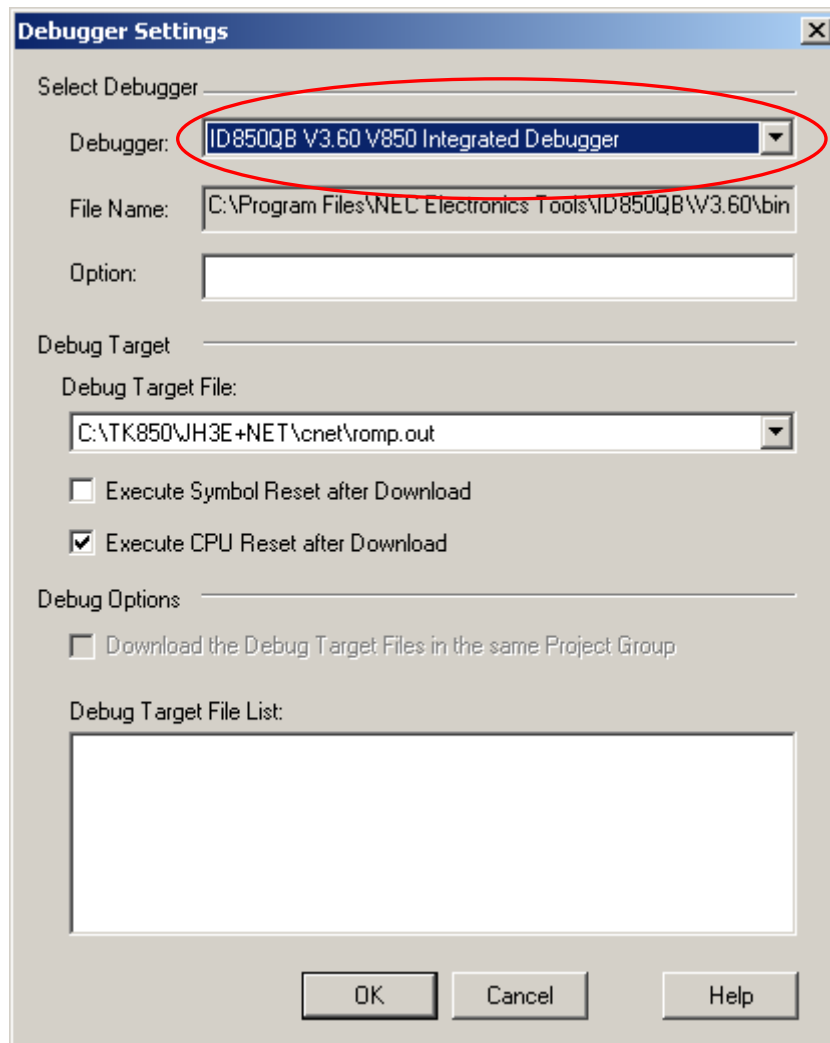 Debugger Settings
Select Debugger
Debugger: ID850QB V3.60 V850 Integrated Debugger
File Name: C:\Program Files\NEC Electronics Tools\ID850QB\V3.60\bin
Option:
Debug Target
Debug Target File:
C:\TK850\JH3E+NET\cnet\romp.out
Execute Symbol Reset after Download
Execute CPU Reset after Download
Debug Options
Download the Debug Target Files in the same Project Group
Debug Target File List:
OK Cancel Help